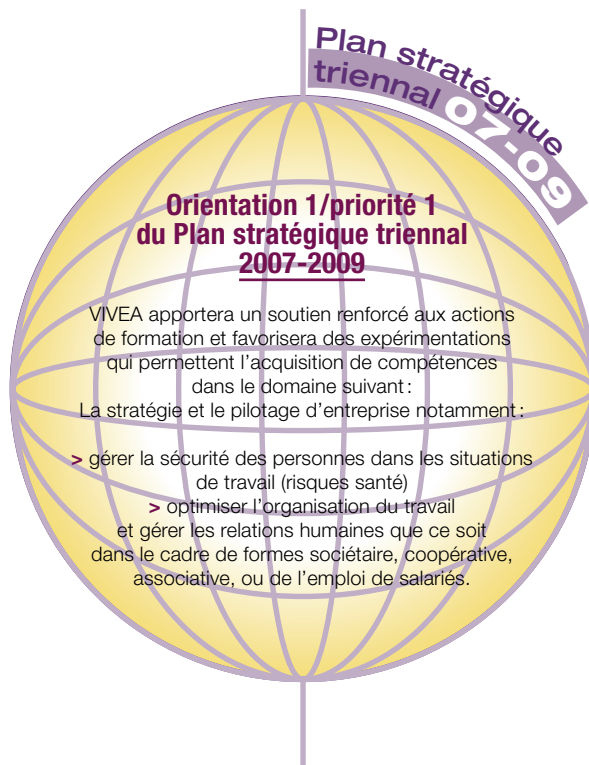 Plan stratégique
triennal 07-09
Orientation 1/priorité 1
du Plan stratégique triennal
2007-2009
VIVEA apportera un soutien renforcé aux actions
de formation et favorisera des expérimentations
qui permettent l’acquisition de compétences
dans le domaine suivant :
La stratégie et le pilotage d’entreprise notamment :
> gérer la sécurité des personnes dans les situations
de travail (risques santé)
> optimiser l’organisation du travail
et gérer les relations humaines que ce soit
dans le cadre de formes sociétaire, coopérative,
associative, ou de l’emploi de salariés.